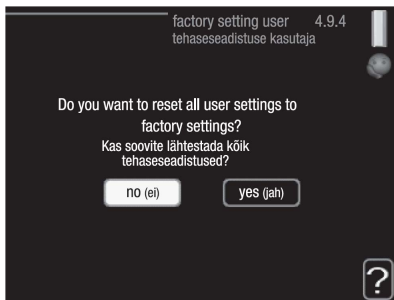 factory setting user 4.9.4
tehaseseadistuse kasutaja
Do you want to reset all user settings to
factory settings?
Kas soovite lähtestada kõik
tehaseseadistused?
no (ei) yes (jah)
?